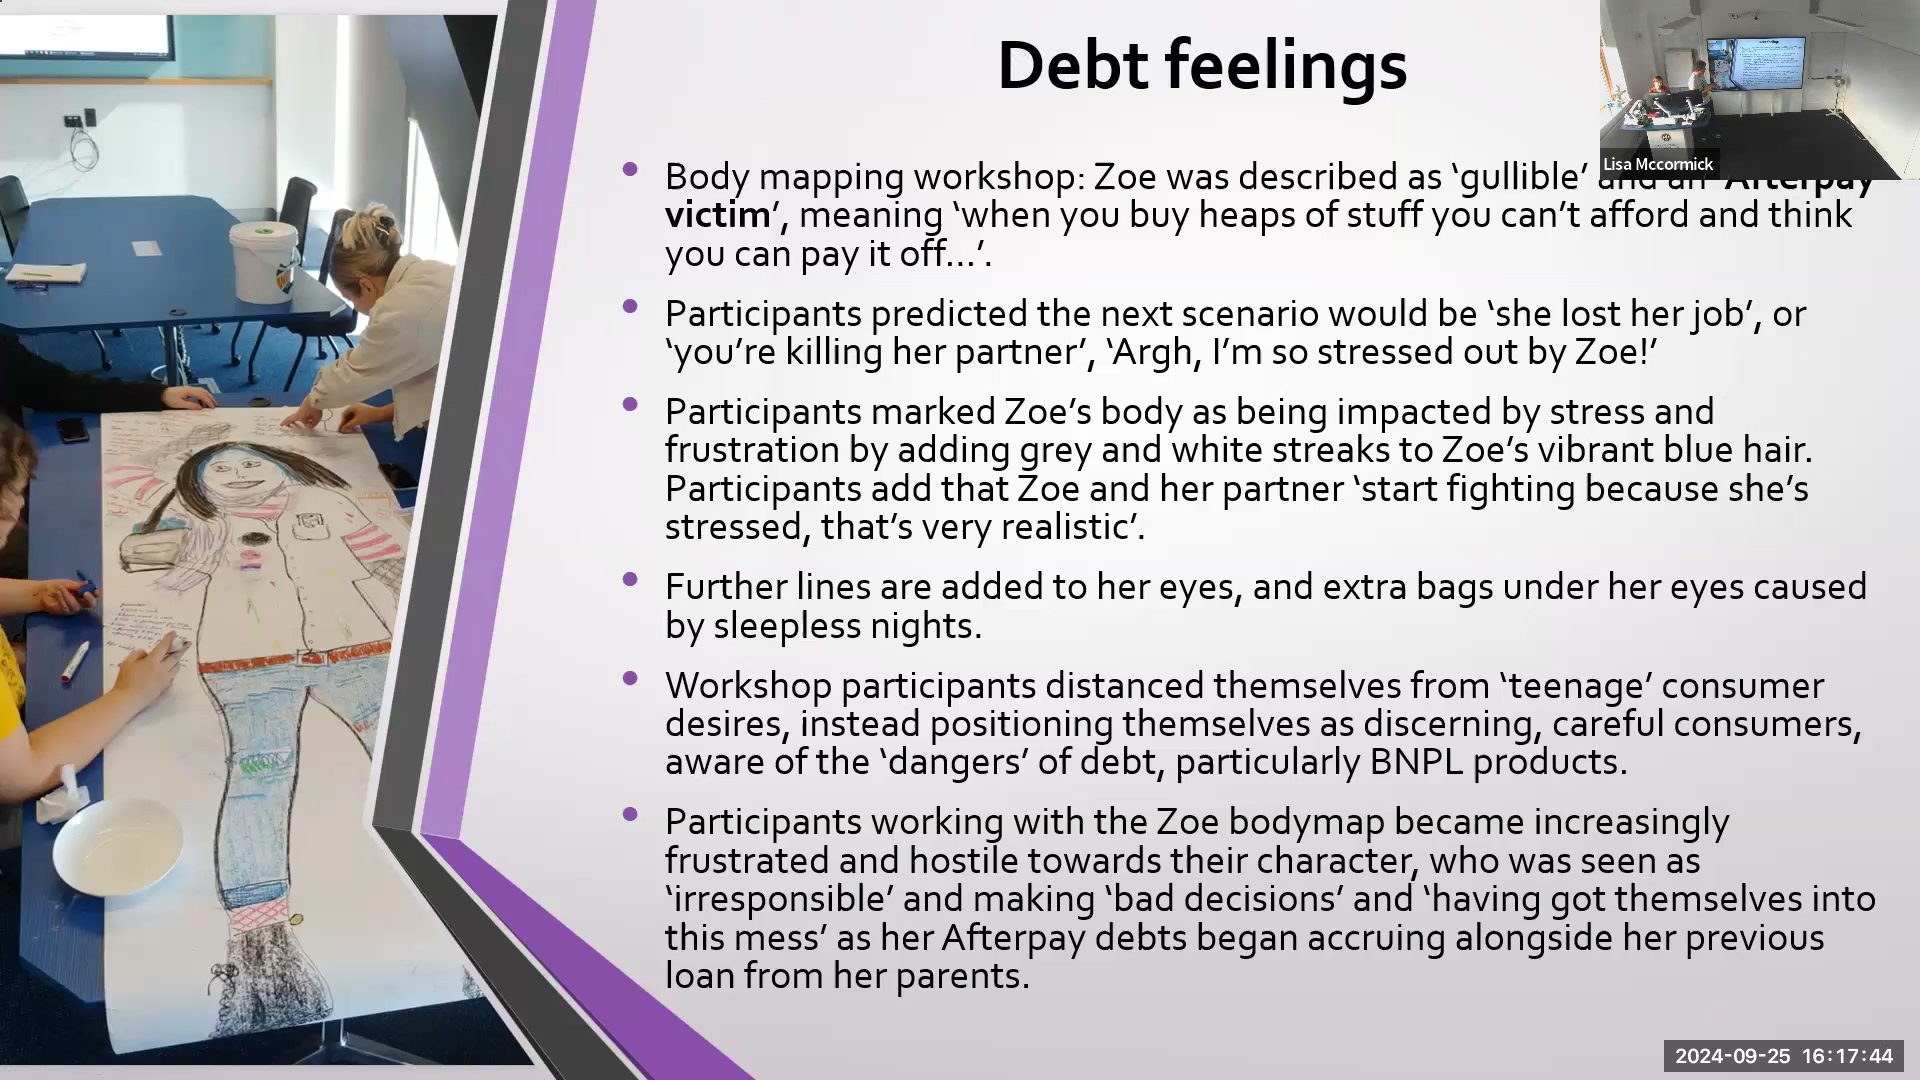 Debt feelings
Lisa Mccormick
• Body mapping workshop: Zoe was described as ‘gullible’ and an ‘Afterpay
victim’, meaning ‘when you buy heaps of stuff you can’t afford and think
you can pay it off…’.
• Participants predicted the next scenario would be ‘she lost her job’, or
‘you’re killing her partner’, ‘Argh, I’m so stressed out by Zoe!’
• Participants marked Zoe’s body as being impacted by stress and
frustration by adding grey and white streaks to Zoe’s vibrant blue hair.
Participants add that Zoe and her partner ‘start fighting because she’s
stressed, that’s very realistic’.
• Further lines are added to her eyes, and extra bags under her eyes caused
by sleepless nights.
• Workshop participants distanced themselves from ‘teenage’ consumer
desires, instead positioning themselves as discerning, careful consumers,
aware of the ‘dangers’ of debt, particularly BNPL products.
• Participants working with the Zoe bodymap became increasingly
frustrated and hostile towards their character, who was seen as
‘irresponsible’ and making ‘bad decisions’ and ‘having got themselves into
this mess’ as her Afterpay debts began accruing alongside her previous
loan from her parents.
2024-09-25 16:17:44